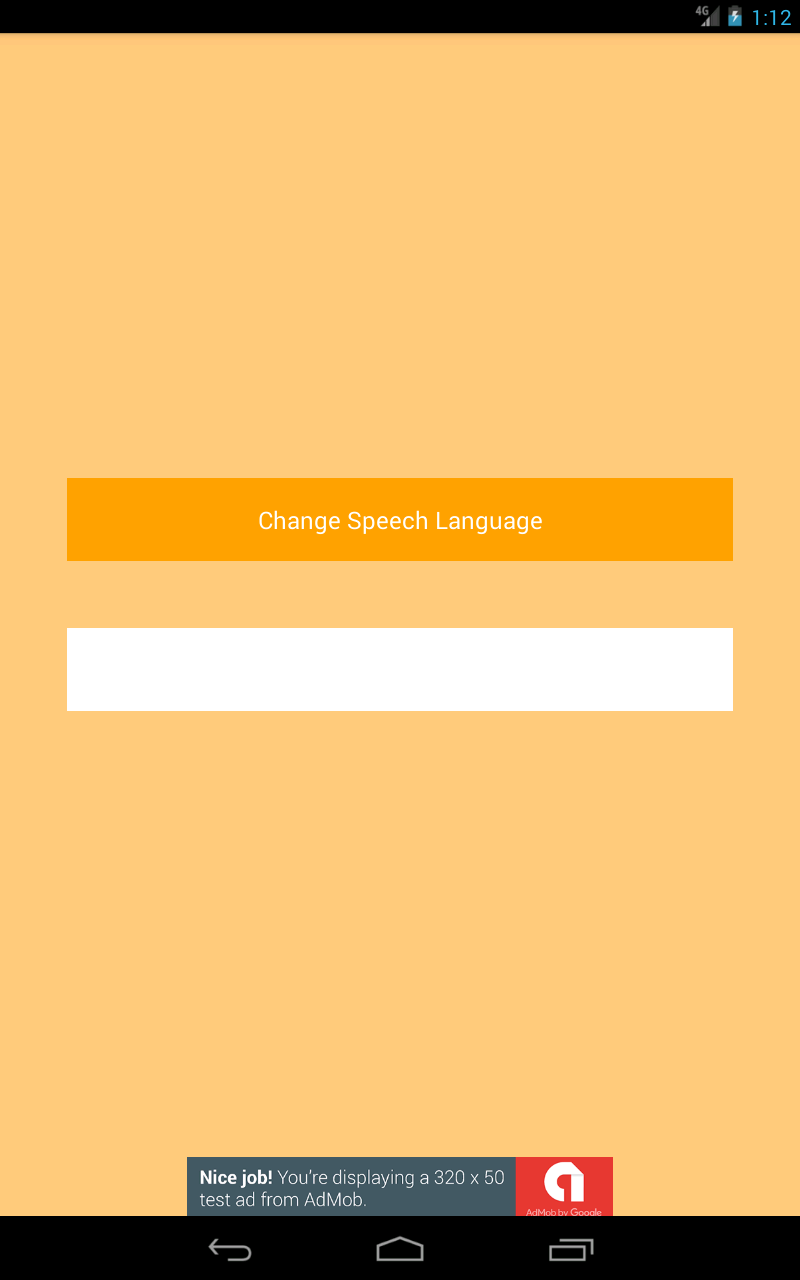 4G 1:12
Change Speech Language
Nice job! You're displaying a 320 x 50
test ad from AdMob.
AdMob by Google